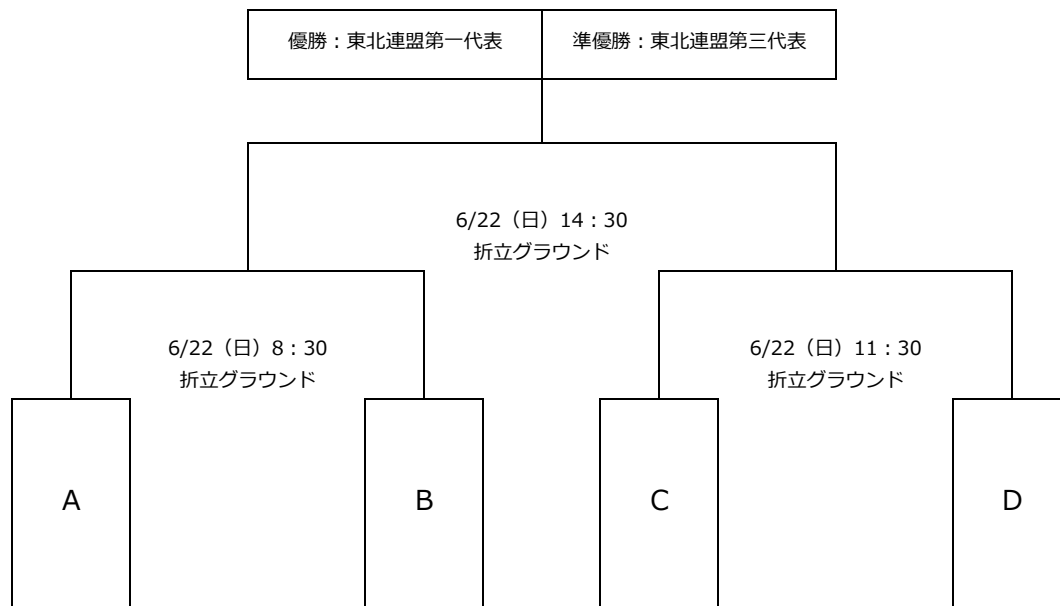 優勝：東北連盟第一代表
準優勝：東北連盟第三代表
6/22（日）14：30
折立グラウンド
6/22（日）8：30
折立グラウンド
6/22（日）11：30
折立グラウンド
A
B
C
D